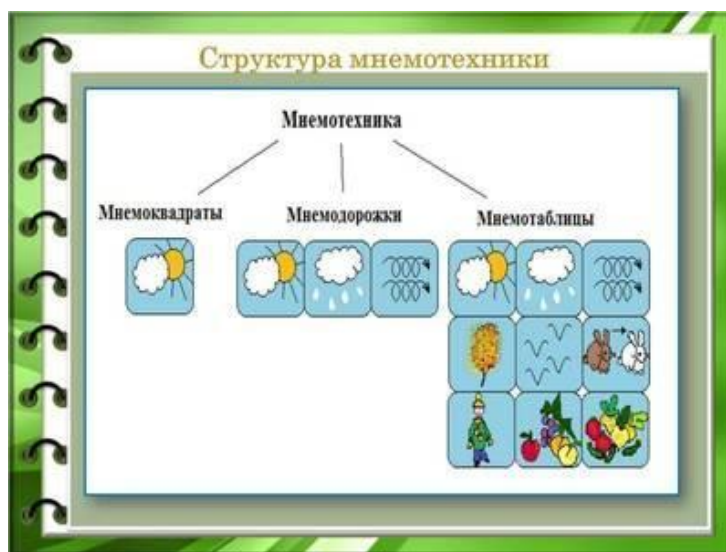 Структура мнемотехники
Мнемотехника
Мнемоквадраты
Мнемодорожки
Мнемотаблицы